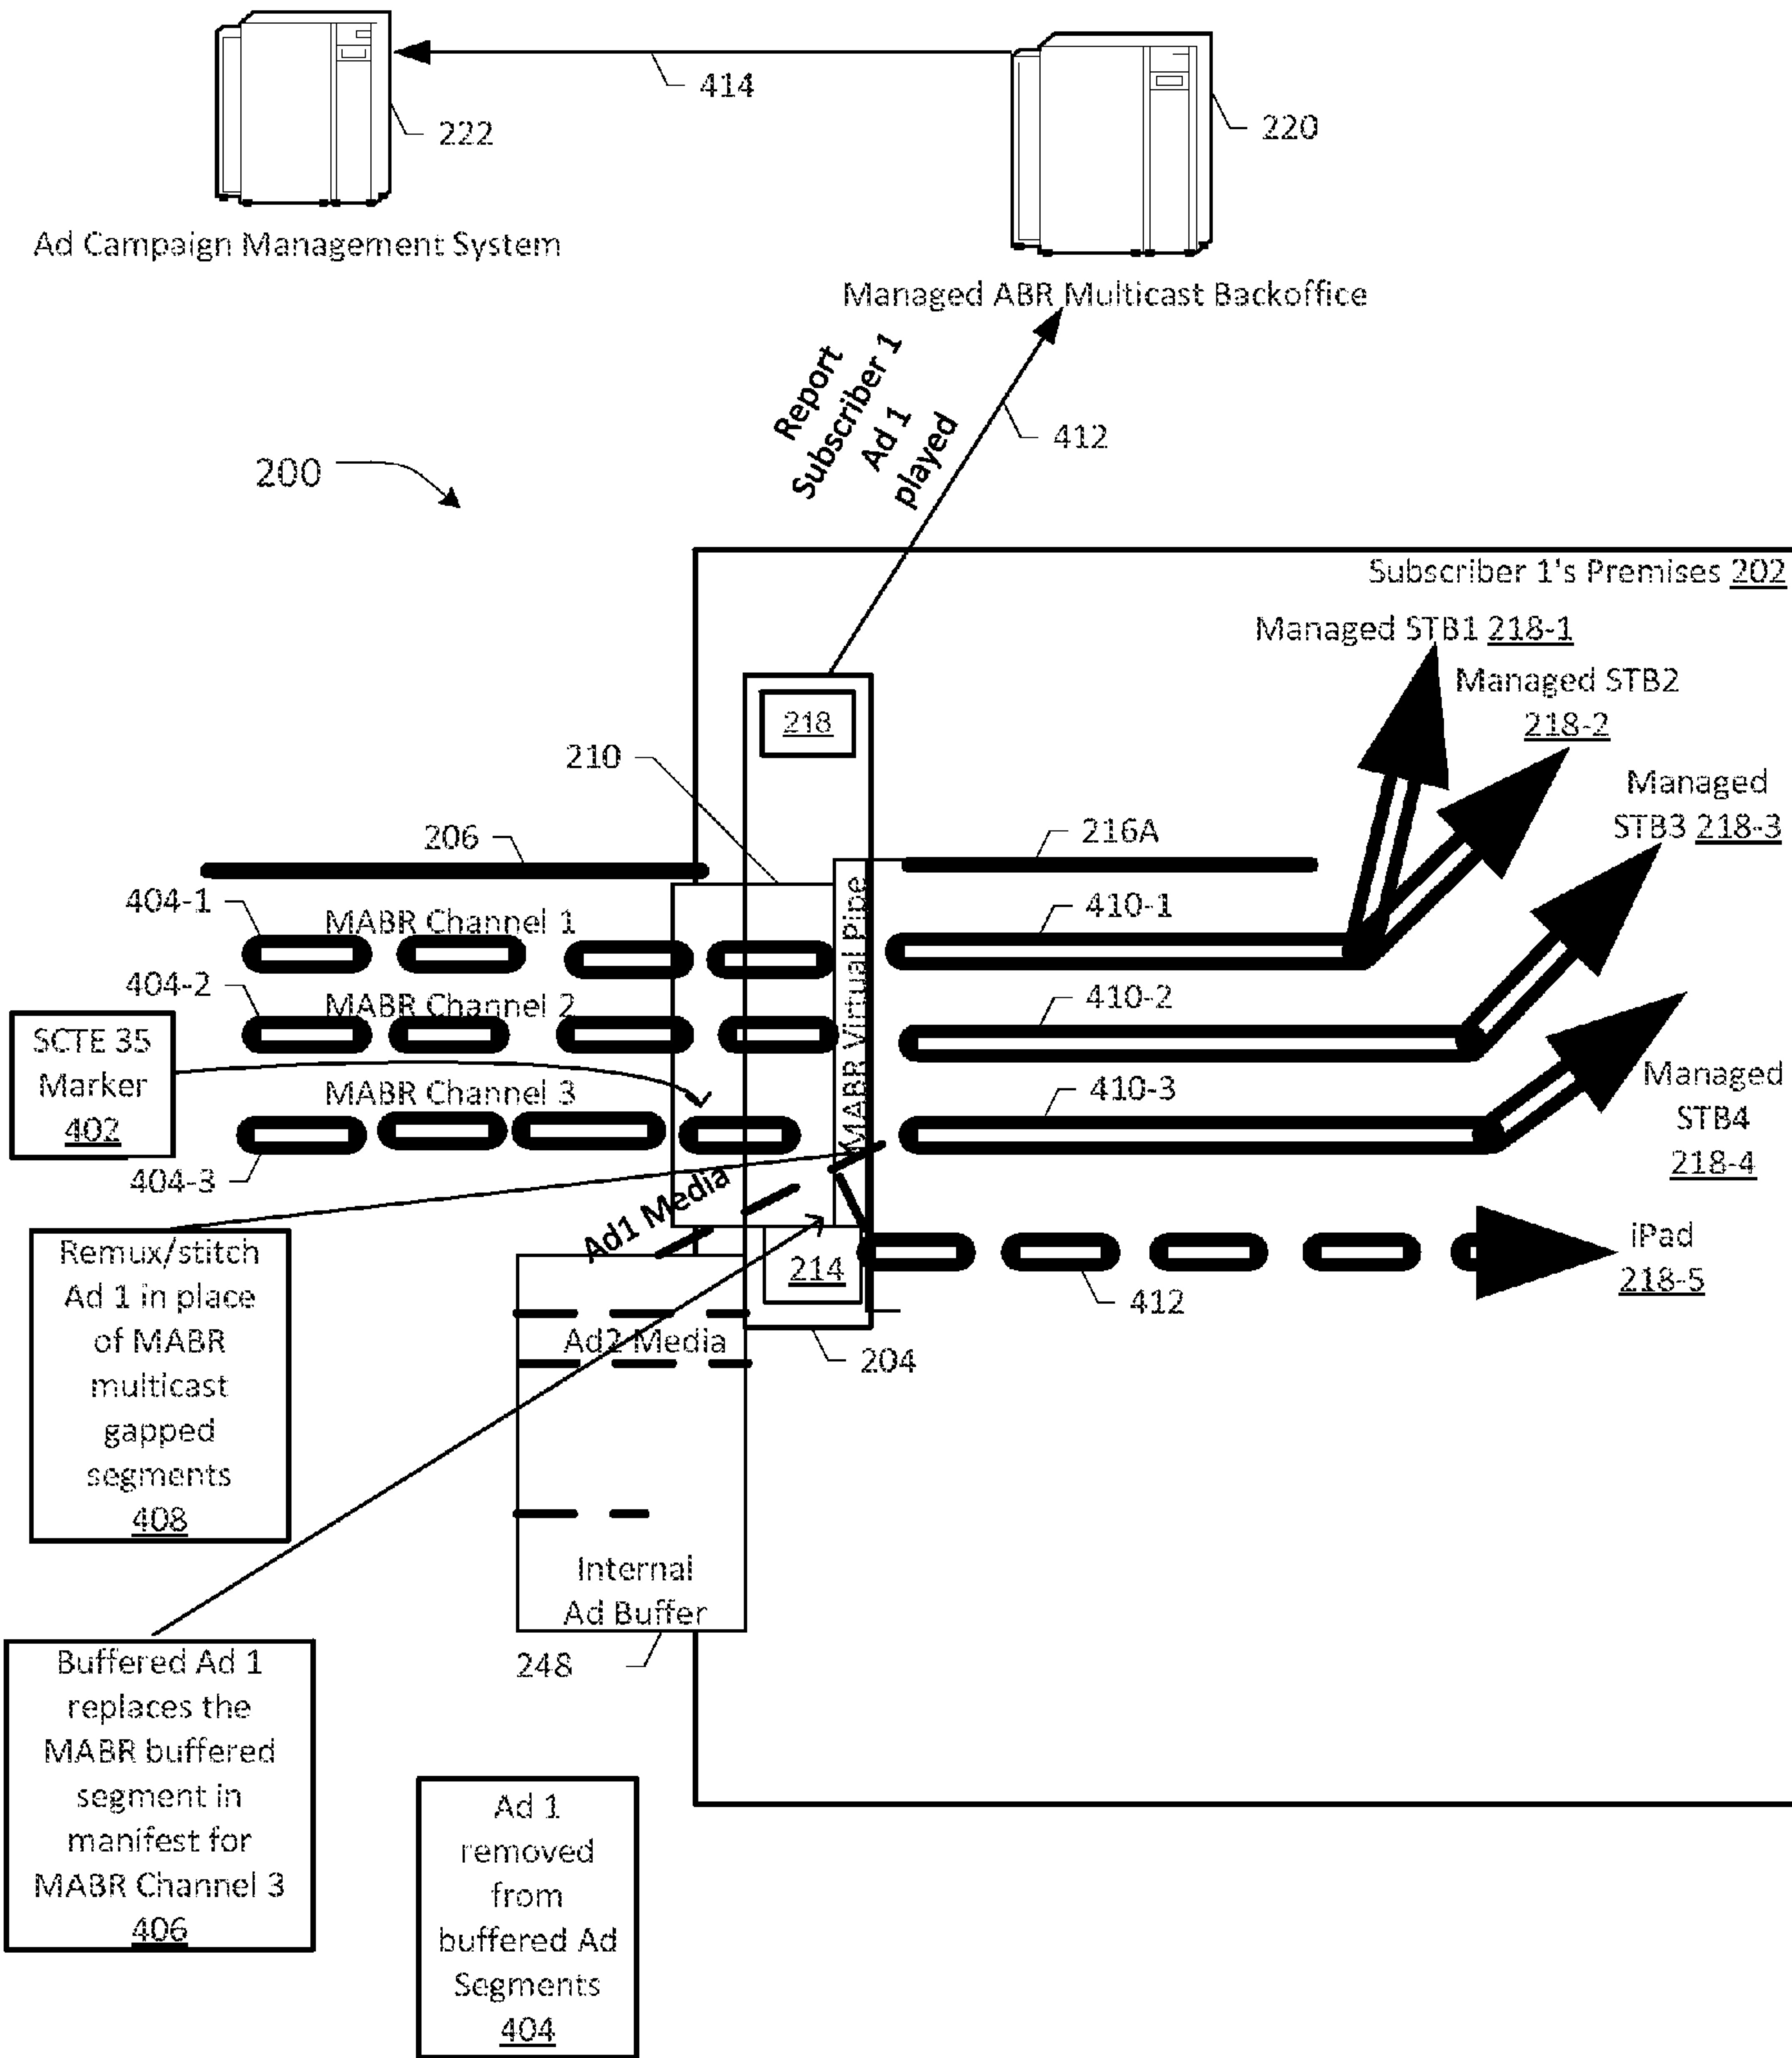 414
222
220
Ad Campaign Management System
Managed ABR Multicast Backoffice
Report
Subscriber 1
Ad 1
played
412
200
Subscriber 1's Premises 202
Managed STB1 218-1
Managed STB2
218-2
Managed
STB3 218-3
218
210
206
216A
404-1
MABR Channel 1
410-1
404-2
MABR Channel 2
410-2
MABR Virtual Pipe
SCTE 35
Marker
402
MABR Channel 3
410-3
404-3
Managed
STB4
218-4
Ad1 Media
Remux/stitch
Ad 1 in place
of MABR
multicast
gapped
segments
408
214
412
iPad
218-5
Ad2 Media
204
Internal
Ad Buffer
248
Buffered Ad 1
replaces the
MABR buffered
segment in
manifest for
MABR Channel 3
406
Ad 1
removed
from
buffered Ad
Segments
404